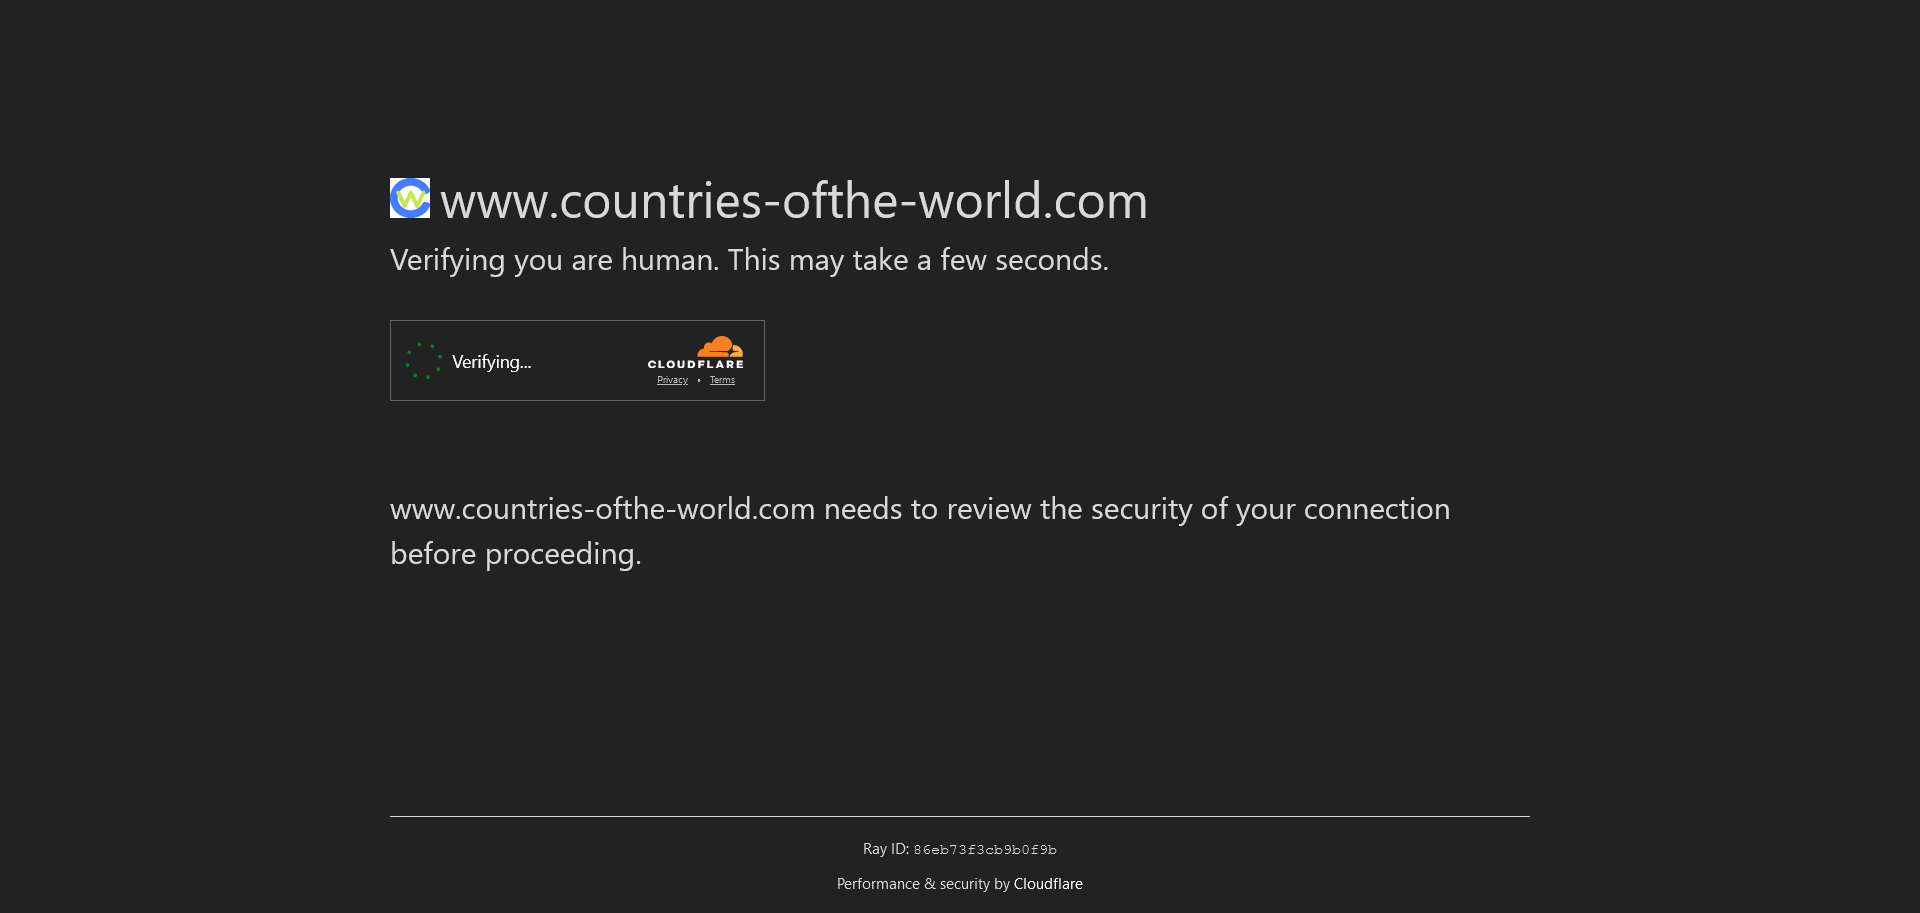 www.countries-ofthe-world.com
Verifying you are human. This may take a few seconds.
Verifying...
CLOUDFLARE
Privacy • Terms
www.countries-ofthe-world.com needs to review the security of your connection
before proceeding.
Ray ID: 86eb73f3cb9b0f9b
Performance & security by Cloudflare